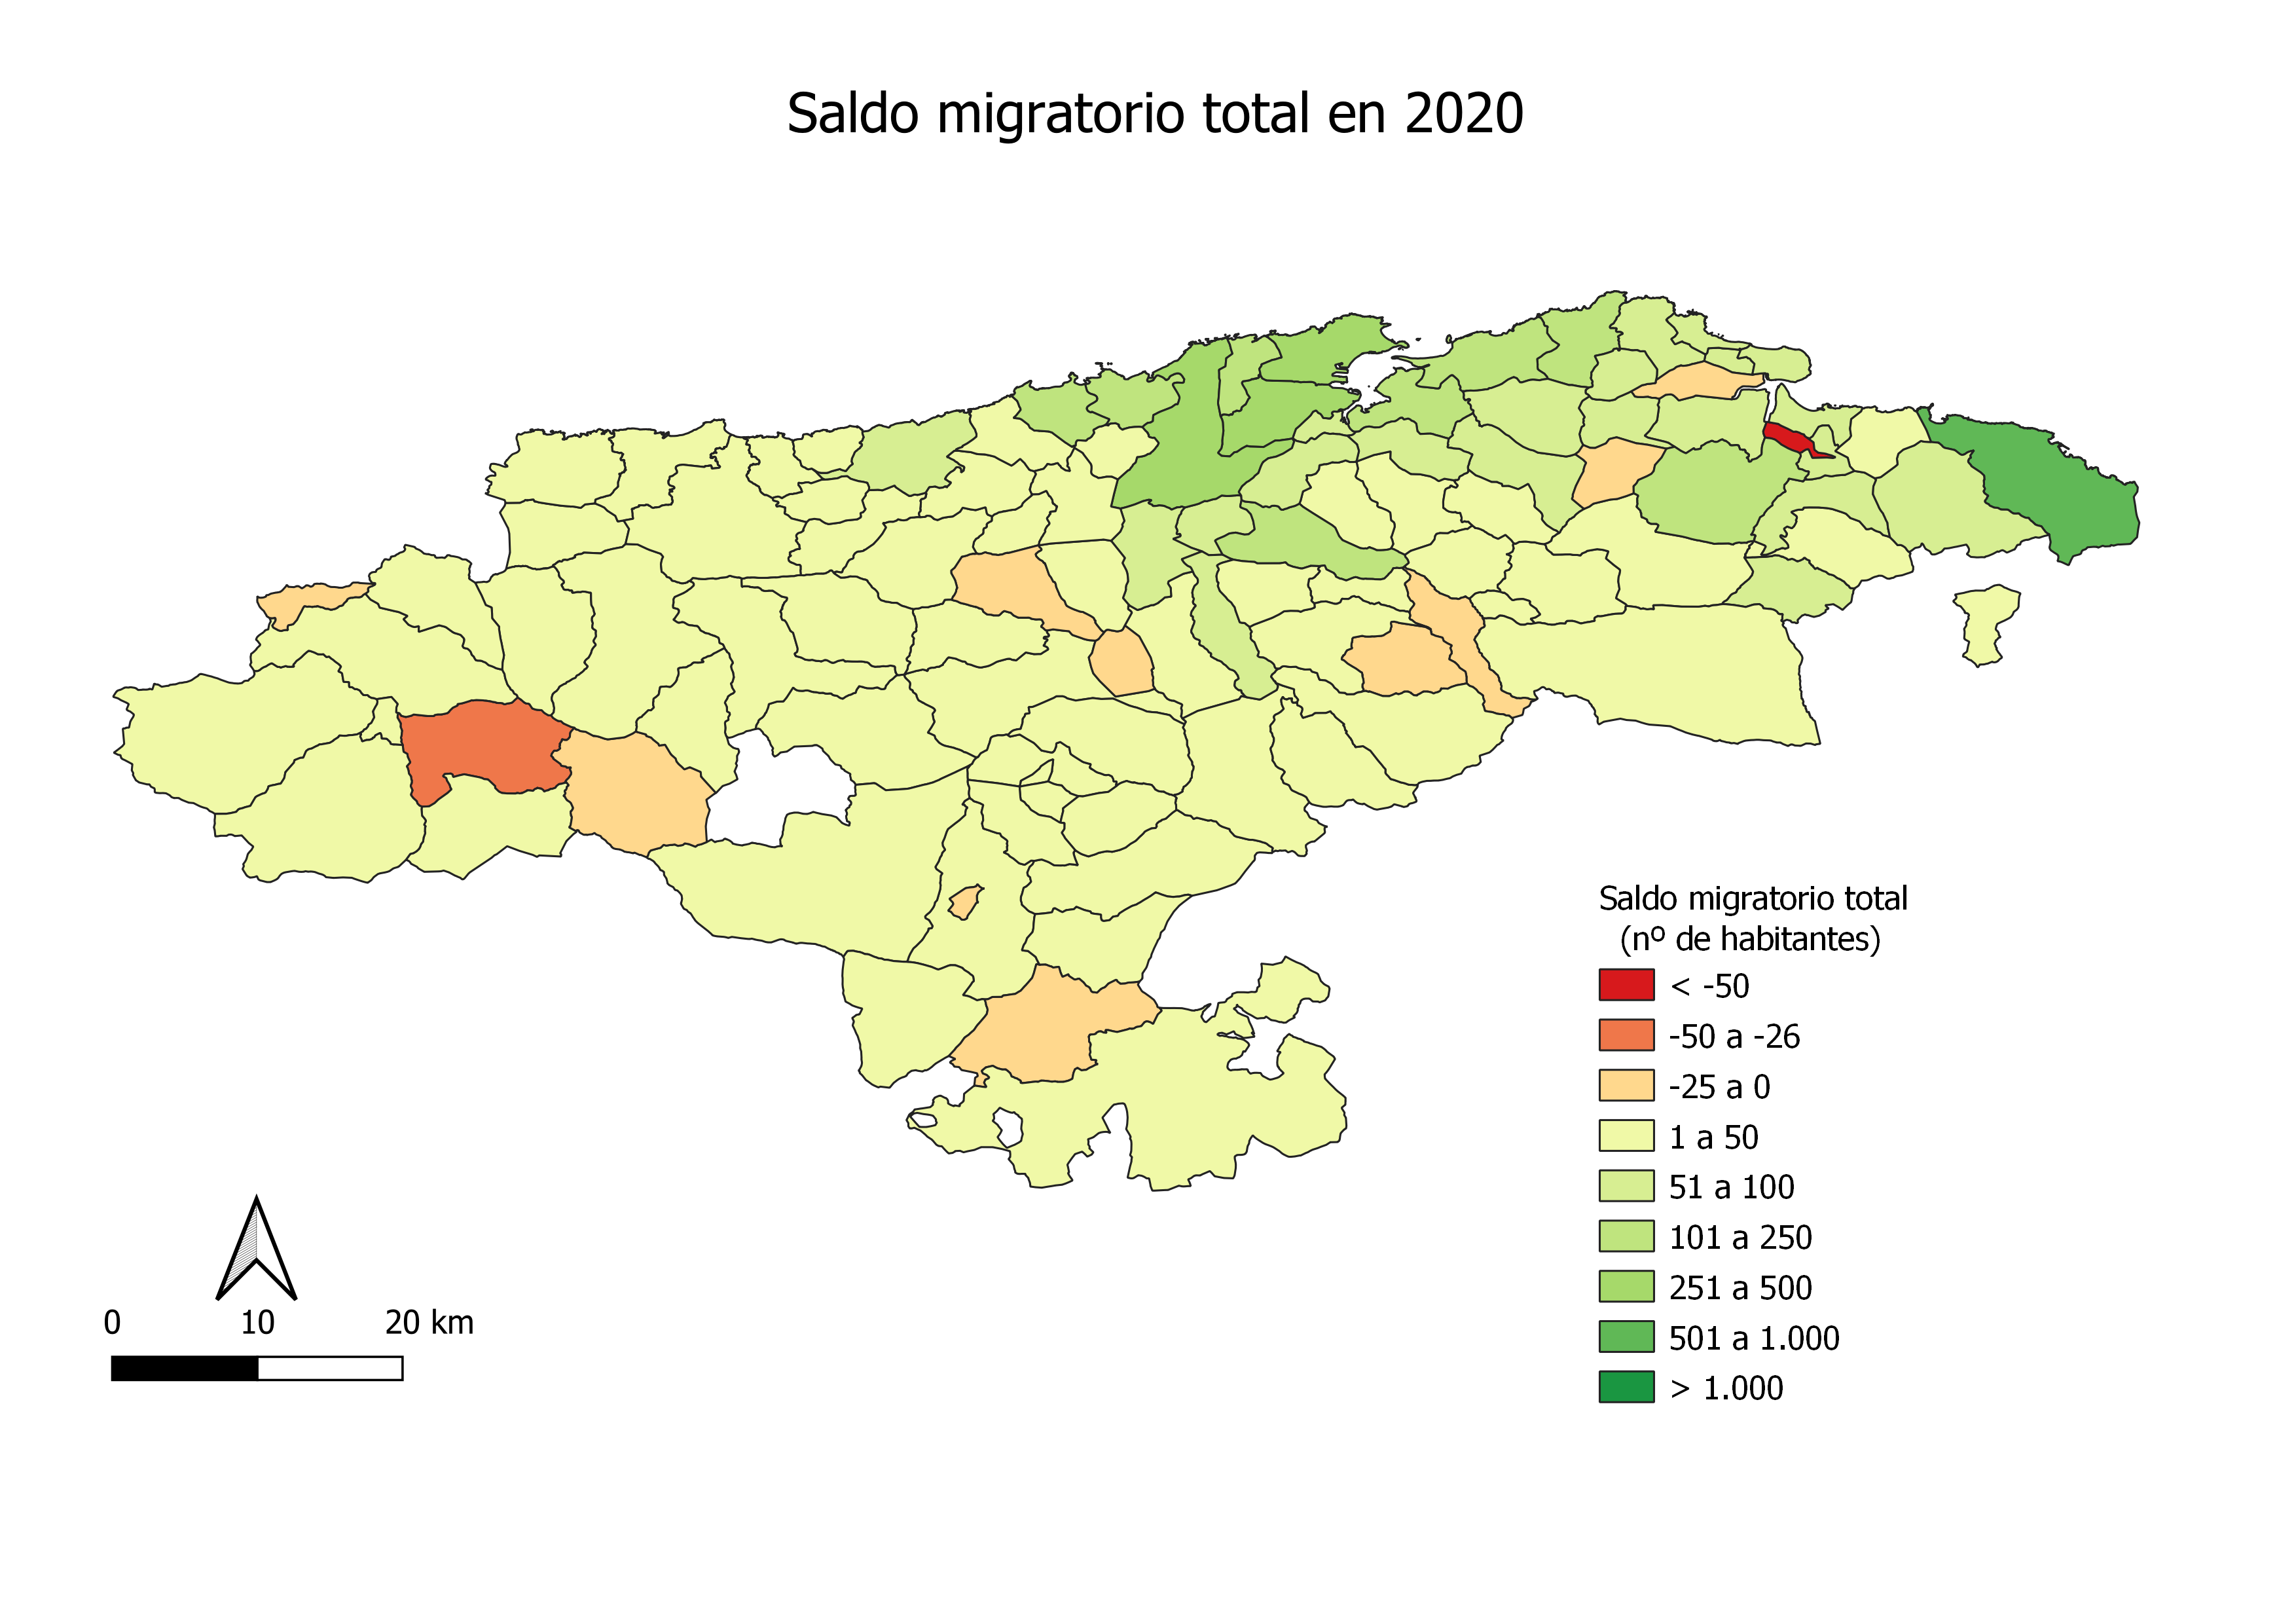 Saldo migratorio total en 2020
Saldo migratorio total
(nº de habitantes)
< -50
-50 a -26
-25 a 0
1 a 50
51 a 100
101 a 250
251 a 500
501 a 1.000
> 1.000
0 10 20 km